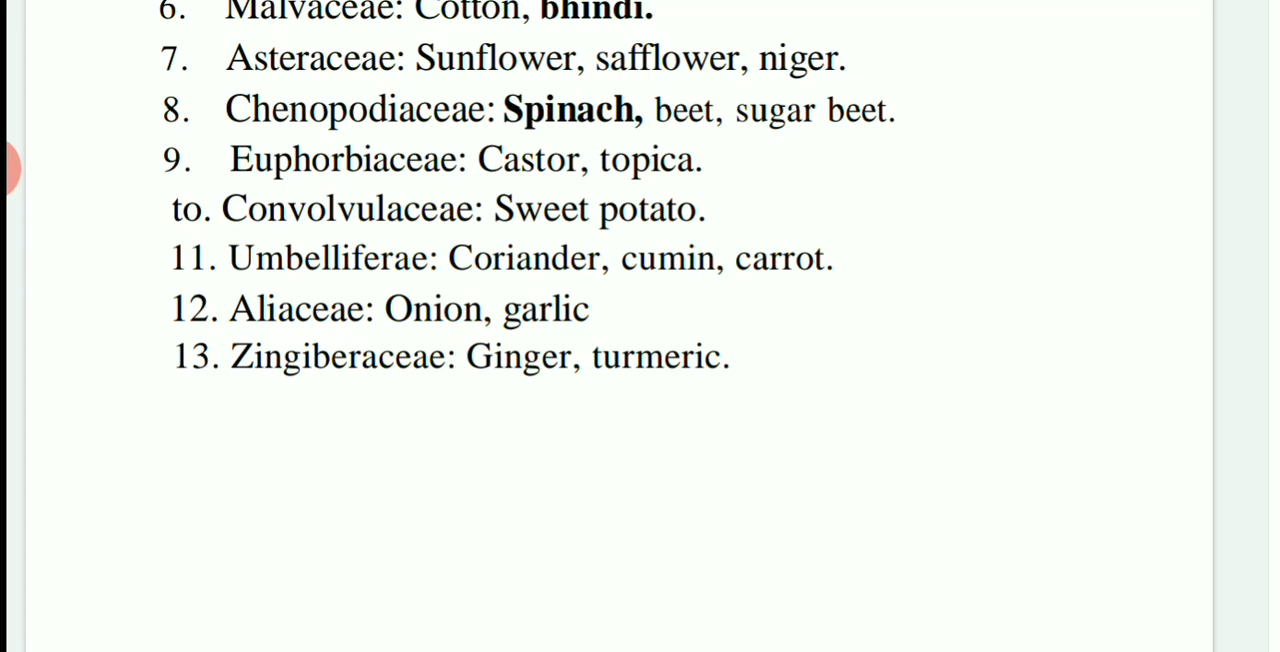 6. Malvaceae: Cotton, bhindi.
7. Asteraceae: Sunflower, safflower, niger.
8. Chenopodiaceae: Spinach, beet, sugar beet.
9. Euphorbiaceae: Castor, topica.
to. Convolvulaceae: Sweet potato.
11. Umbelliferae: Coriander, cumin, carrot.
12. Aliaceae: Onion, garlic
13. Zingiberaceae: Ginger, turmeric.